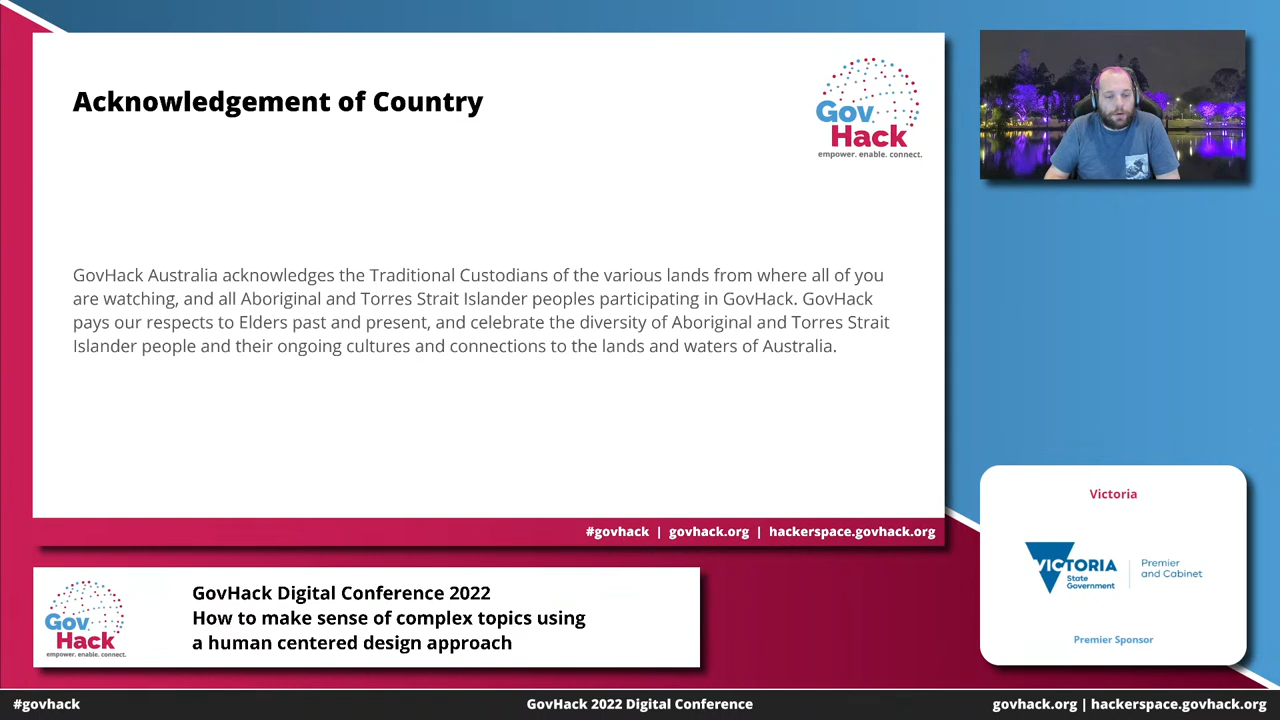 Acknowledgement of Country
Gov
Hack
empower. enable. connect.
GovHack Australia acknowledges the Traditional Custodians of the various lands from where all of you
are watching, and all Aboriginal and Torres Strait Islander peoples participating in GovHack. GovHack
pays our respects to Elders past and present, and celebrate the diversity of Aboriginal and Torres Strait
Islander people and their ongoing cultures and connections to the lands and waters of Australia.
#govhack | govhack.org | hackerspace.govhack.org
Victoria
VICTORIA
State
Government
Premier
and Cabinet
Premier Sponsor
Gov
Hack
empower. enable. connect.
GovHack Digital Conference 2022
How to make sense of complex topics using
a human centered design approach
#govhack
GovHack 2022 Digital Conference
govhack.org | hackerspace.govhack.org